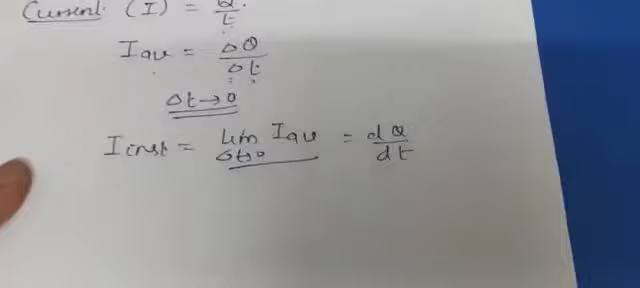 Current (I) = Q/t.
Iav = ΔQ/Δt
Δt→0
Iinst = lim Δt→0 Iav = dQ/dt